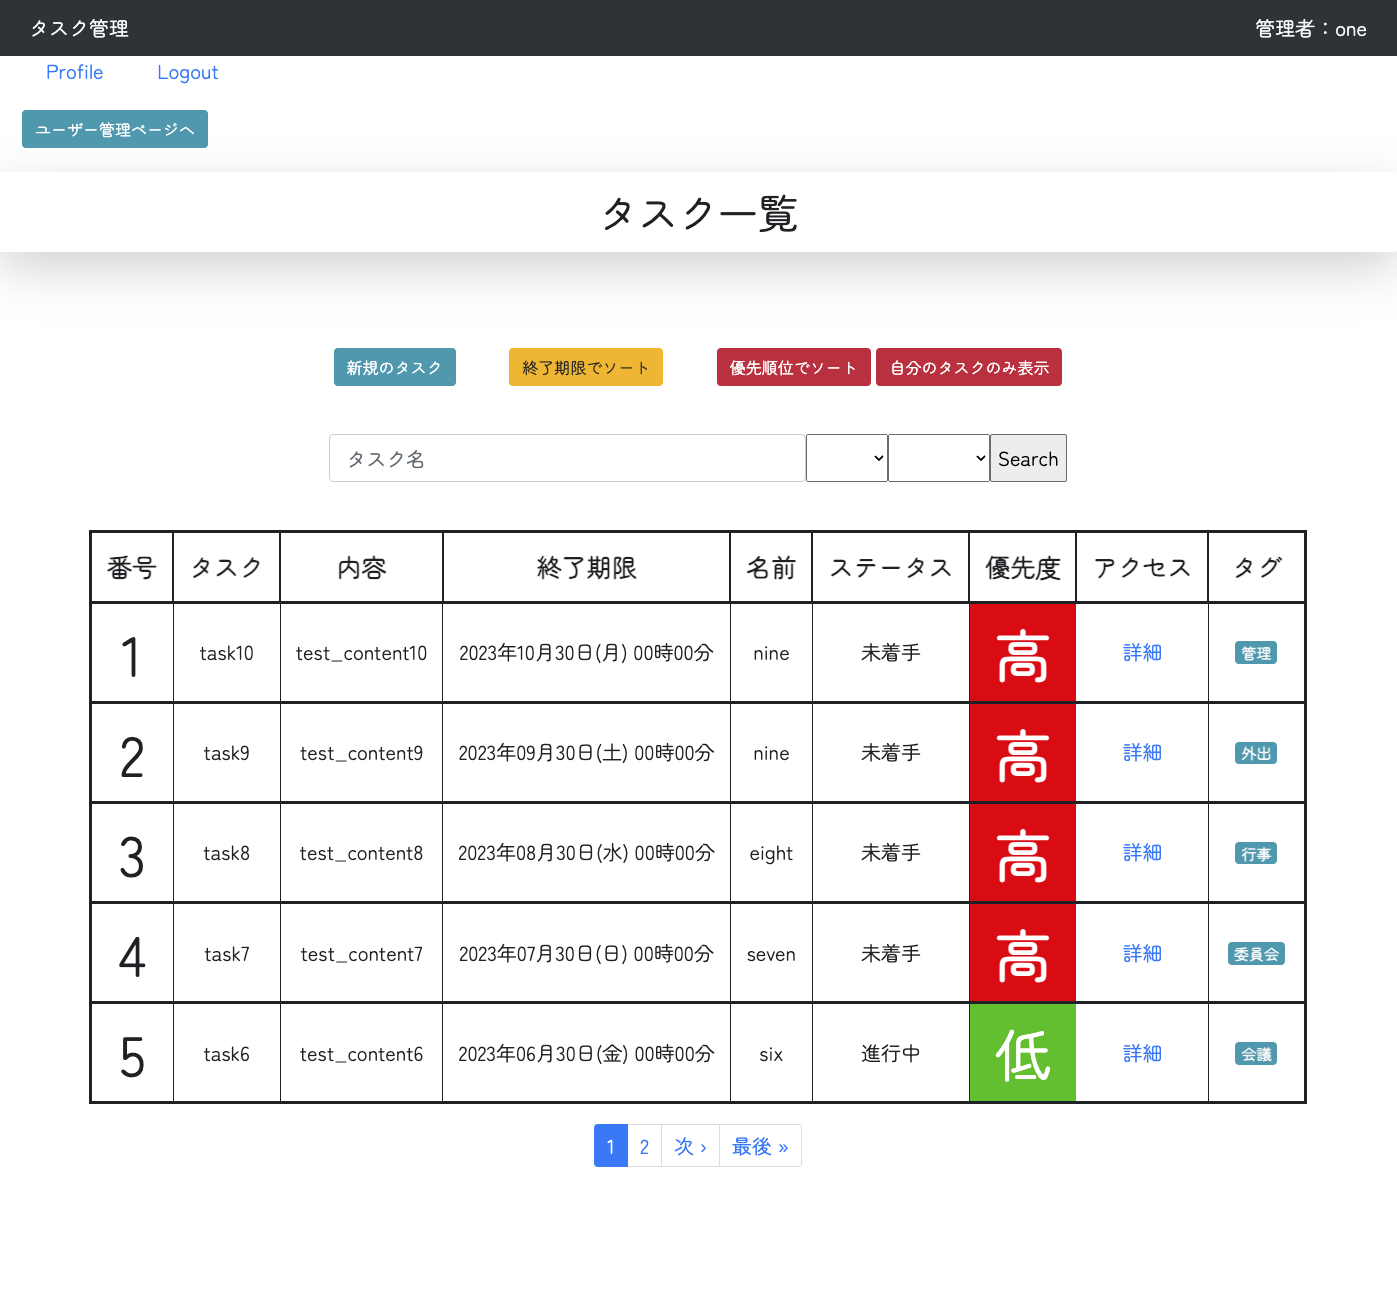 タスク管理 管理者：one
Profile Logout
ユーザー管理ページへ
タスク一覧
新規のタスク 終了期限でソート 優先順位でソート 自分のタスクのみ表示
タスク名 Search
番号 タスク 内容 終了期限 名前 ステータス 優先度 アクセス タグ
1 task10 test_content10 2023年10月30日(月) 00時00分 nine 未着手 高 詳細 管理
2 task9 test_content9 2023年09月30日(土) 00時00分 nine 未着手 高 詳細 外出
3 task8 test_content8 2023年08月30日(水) 00時00分 eight 未着手 高 詳細 行事
4 task7 test_content7 2023年07月30日(日) 00時00分 seven 未着手 高 詳細 委員会
5 task6 test_content6 2023年06月30日(金) 00時00分 six 進行中 低 詳細 会議
1 2 次 › 最後 »